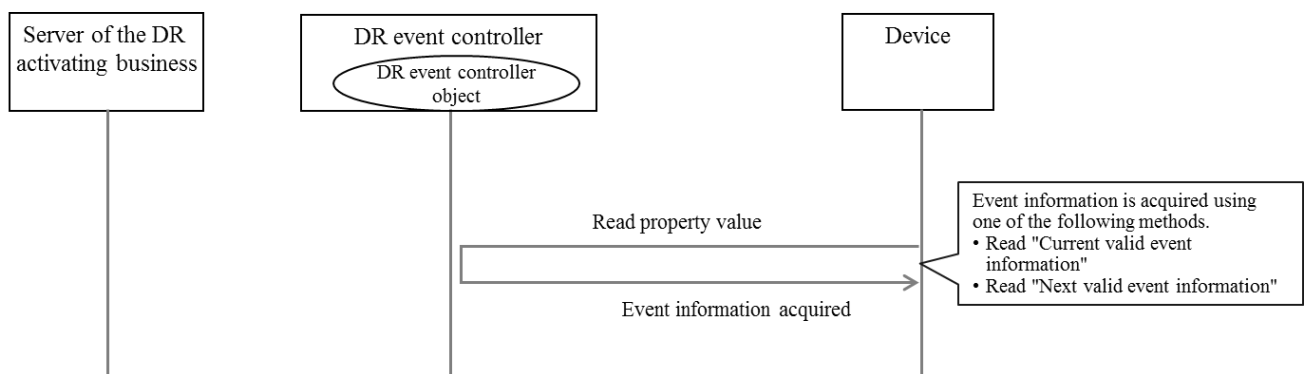 Server of the DR
activating business
DR event controller
DR event controller
object
Device
Event information is acquired using
one of the following methods.
• Read "Current valid event
information"
• Read "Next valid event information"
Read property value
Event information acquired